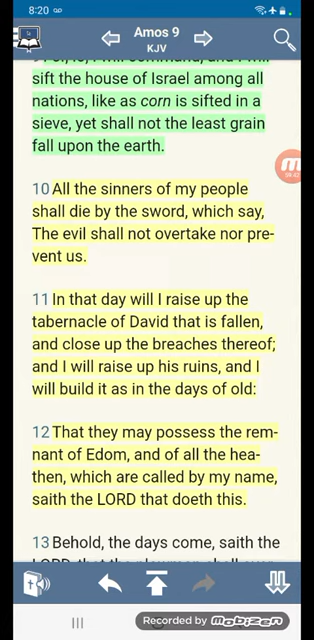 8:20
Amos 9
KJV
sift the house of Israel among all
nations, like as corn is sifted in a
sieve, yet shall not the least grain
fall upon the earth.
10 All the sinners of my people
shall die by the sword, which say,
The evil shall not overtake nor pre-
vent us.
11 In that day will I raise up the
tabernacle of David that is fallen,
and close up the breaches thereof;
and I will raise up his ruins, and I
will build it as in the days of old:
12 That they may possess the rem-
nant of Edom, and of all the hea-
then, which are called by my name,
saith the LORD that doeth this.
13 Behold, the days come, saith the
Recorded by Mobizen